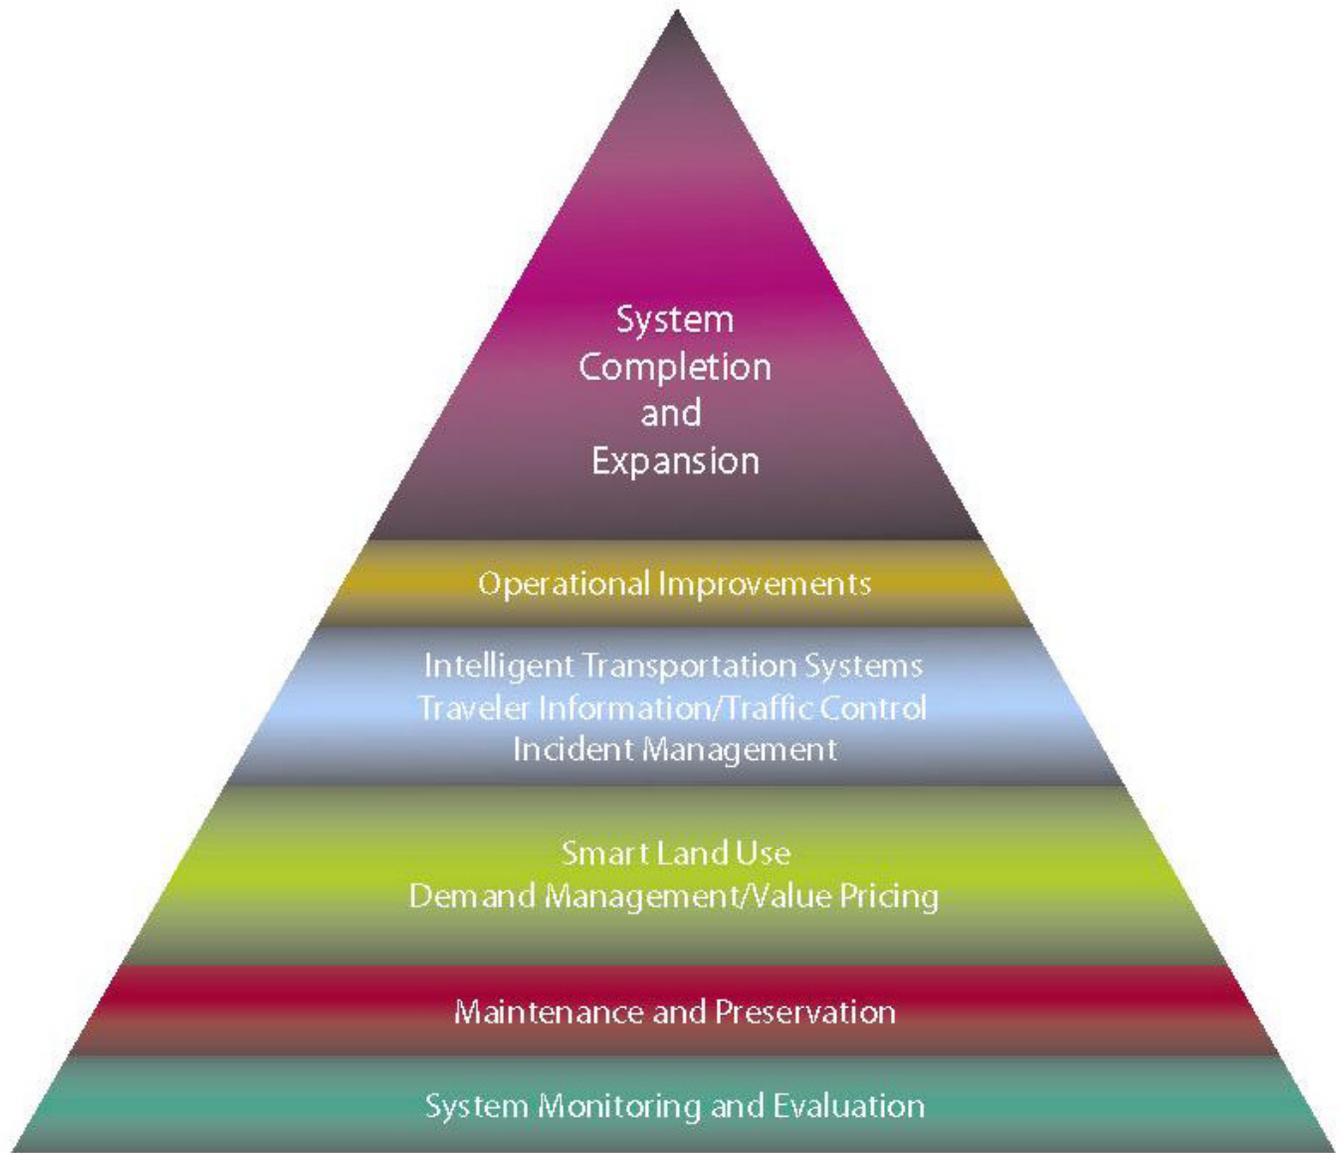 System
Completion
and
Expansion
Operational Improvements
Intelligent Transportation Systems
Traveler Information/Traffic Control
Incident Management
Smart Land Use
Demand Management/Value Pricing
Maintenance and Preservation
System Monitoring and Evaluation